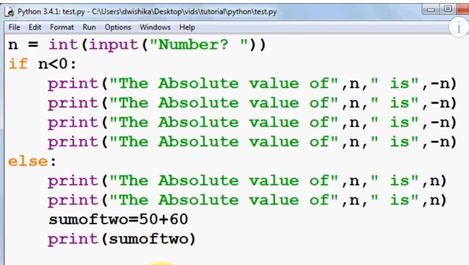 Python 3.4.1: test.py - C:\Users\dwishika\Desktop\vids\tutorial\python\test.py
File Edit Format Run Options Windows Help
n = int(input("Number? "))
if n<0:
    print("The Absolute value of",n," is",-n)
    print("The Absolute value of",n," is",-n)
    print("The Absolute value of",n," is",-n)
    print("The Absolute value of",n," is",-n)
else:
    print("The Absolute value of",n," is",n)
    print("The Absolute value of",n," is",n)
    sumoftwo=50+60
    print(sumoftwo)